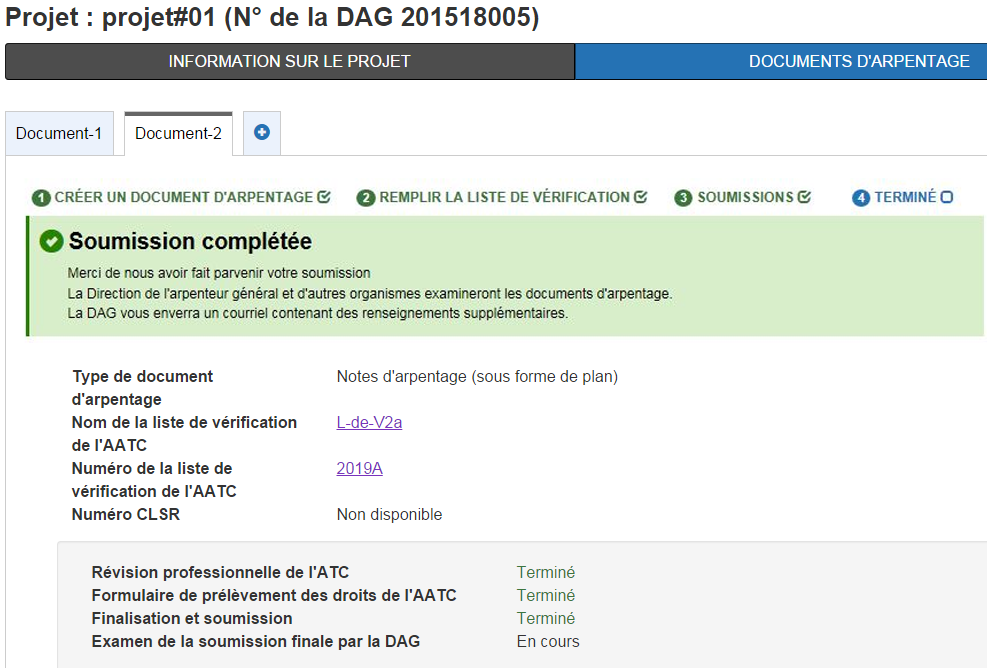 Projet : projet#01 (N° de la DAG 201518005)
INFORMATION SUR LE PROJET
DOCUMENTS D'ARPENTAGE
Document-1
Document-2
1 CRÉER UN DOCUMENT D'ARPENTAGE
2 REMPLIR LA LISTE DE VÉRIFICATION
3 SOUMISSIONS
4 TERMINÉ
Soumission complétée
Merci de nous avoir fait parvenir votre soumission
La Direction de l'arpenteur général et d'autres organismes examineront les documents d'arpentage.
La DAG vous enverra un courriel contenant des renseignements supplémentaires.
Type de document
d'arpentage
Notes d'arpentage (sous forme de plan)
Nom de la liste de vérification
de l'AATC
L-de-V2a
Numéro de la liste de
vérification de l'AATC
2019A
Numéro CLSR
Non disponible
Révision professionnelle de l'ATC
Terminé
Formulaire de prélèvement des droits de l'AATC
Terminé
Finalisation et soumission
Terminé
Examen de la soumission finale par la DAG
En cours